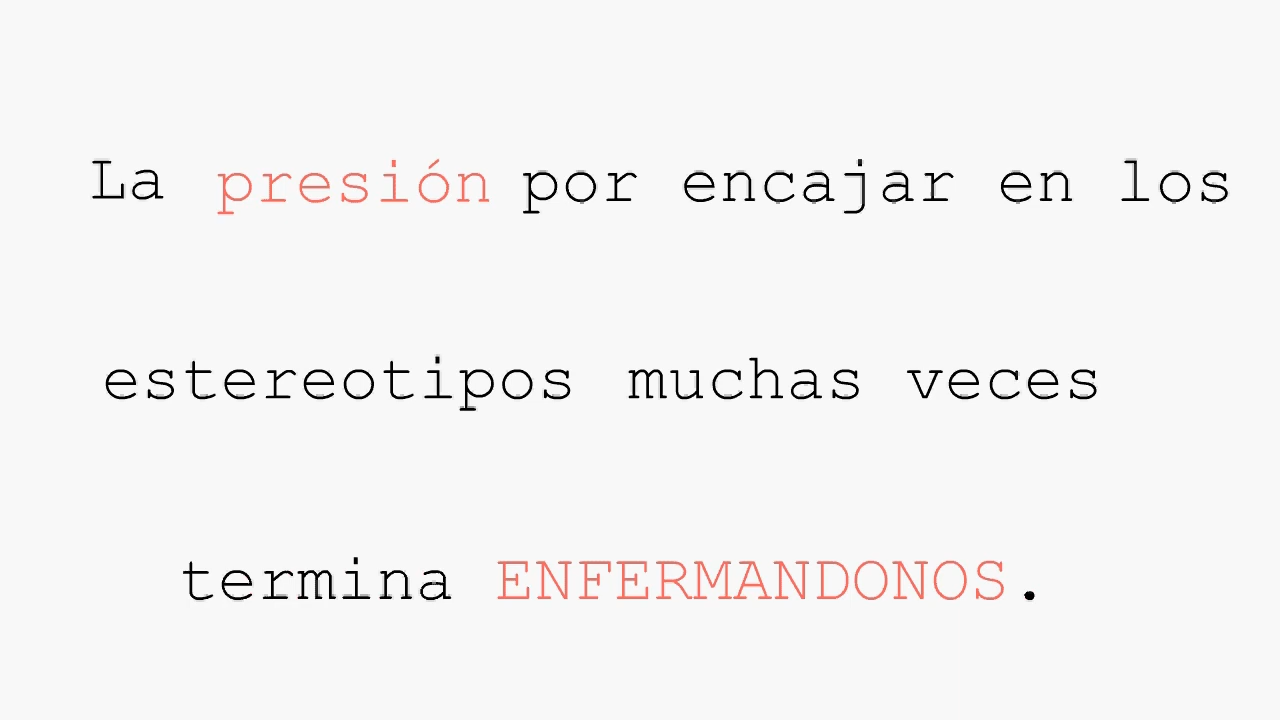 La presión por encajar en los
estereotipos muchas veces
termina ENFERMANDONOS.